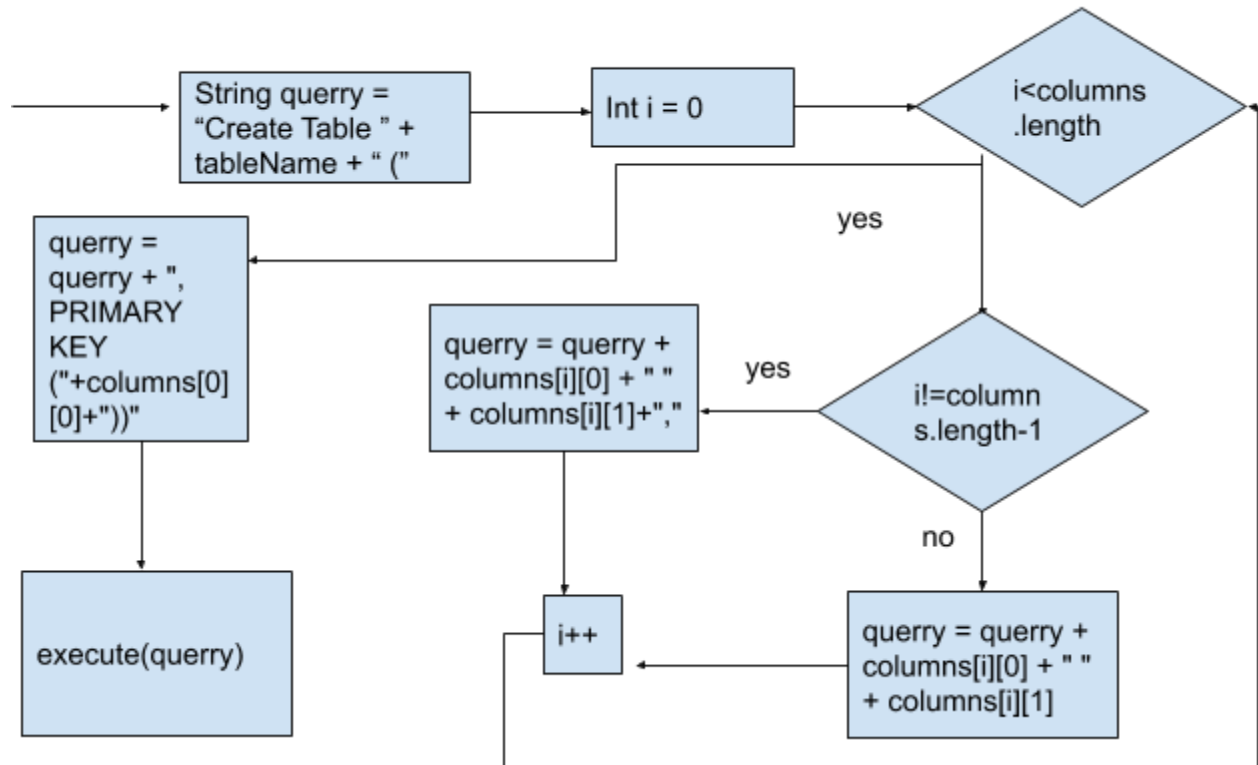 String querry =
“Create Table ” +
tableName + “ (”
Int i = 0
i<columns
.length
yes
querry =
querry + ",
PRIMARY
KEY
("+columns[0]
[0]+"))"
querry = querry +
columns[i][0] + " "
+ columns[i][1]+","
yes
i!=column
s.length-1
no
execute(querry)
i++
querry = querry +
columns[i][0] + " "
+ columns[i][1]